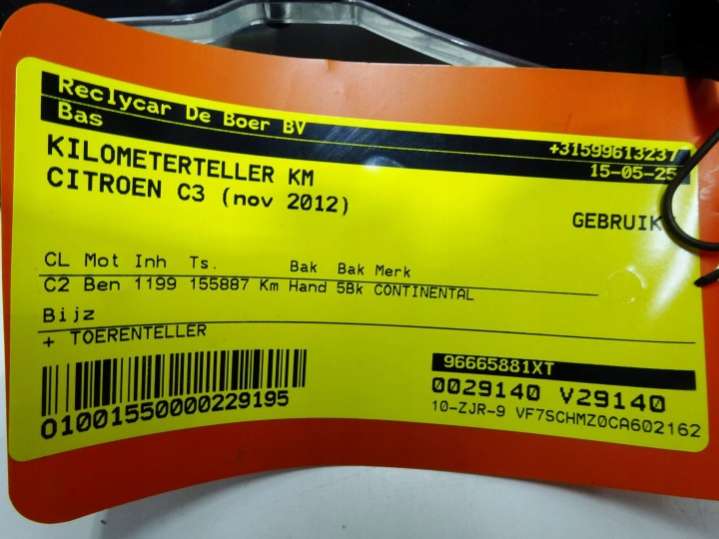 Reclycar De Boer BV
+31599613237
Bas
15-05-25
KILOMETERTELLER KM
CITROEN C3 (nov 2012)
GEBRUIK
CL Mot Inh Ts. Bak Bak Merk
C2 Ben 1199 155887 Km Hand 5Bk CONTINENTAL
Bijz
+ TOERENTELLER
96665881XT
0029140 V29140
01001550000229195
10-ZJR-9 VF7SCHMZ0CA602162